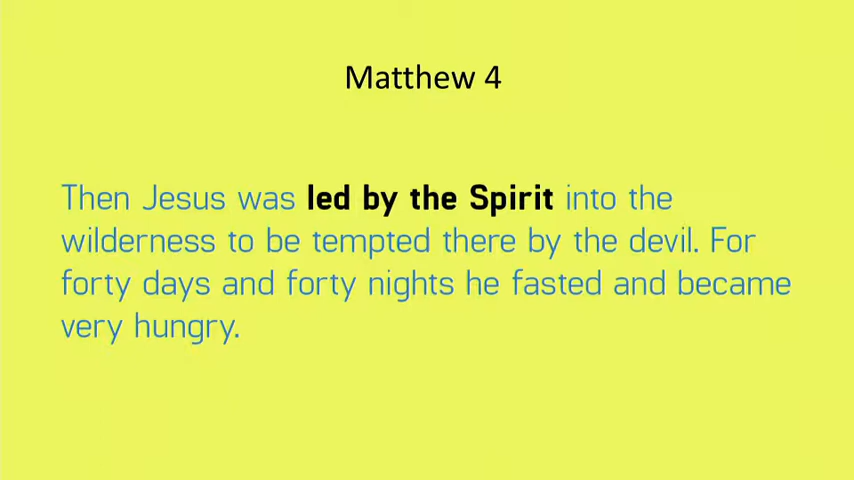 Matthew 4
Then Jesus was led by the Spirit into the
wilderness to be tempted there by the devil. For
forty days and forty nights he fasted and became
very hungry.